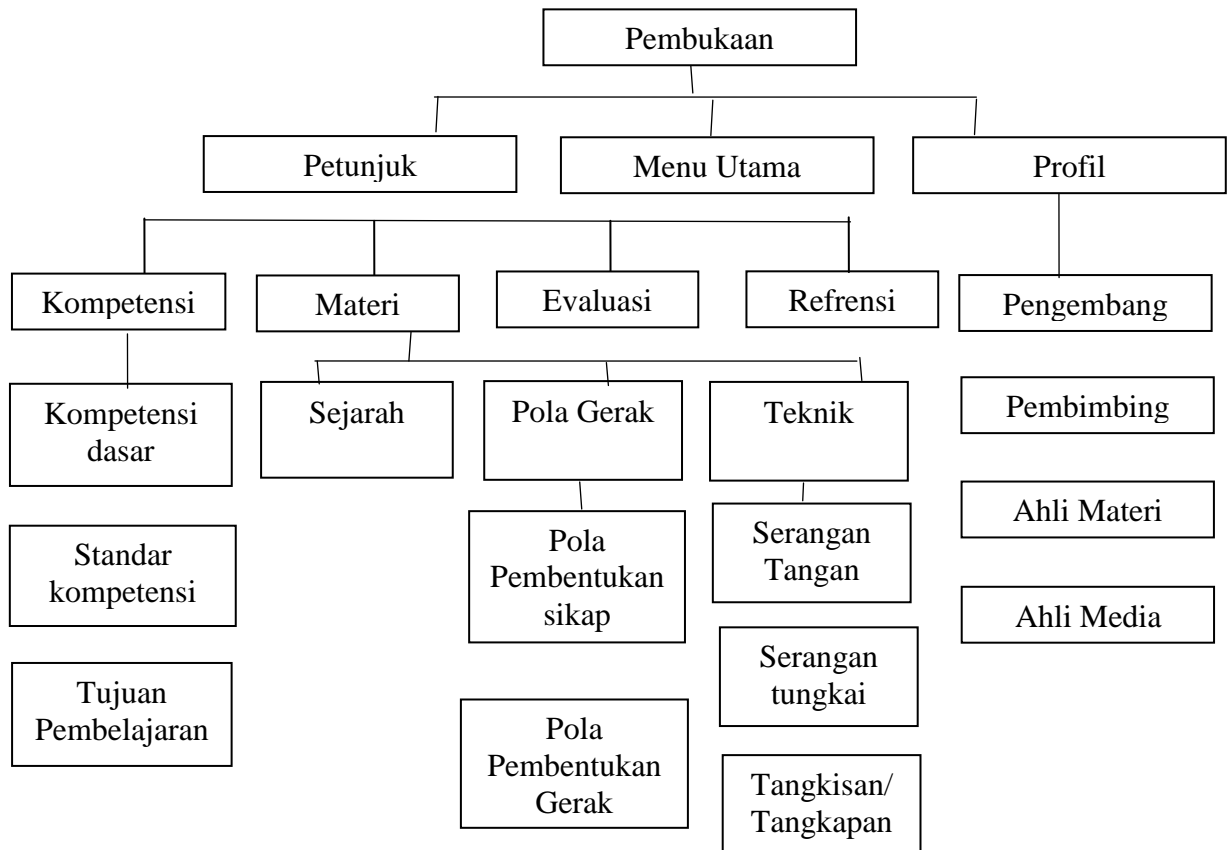 Pembukaan
Petunjuk
Menu Utama
Profil
Kompetensi
Materi
Evaluasi
Refrensi
Pengembang
Kompetensi
dasar
Sejarah
Pola Gerak
Teknik
Pembimbing
Standar
kompetensi
Pola
Pembentukan
sikap
Serangan
Tangan
Ahli Materi
Tujuan
Pembelajaran
Pola
Pembentukan
Gerak
Serangan
tungkai
Ahli Media
Tangkisan/
Tangkapan